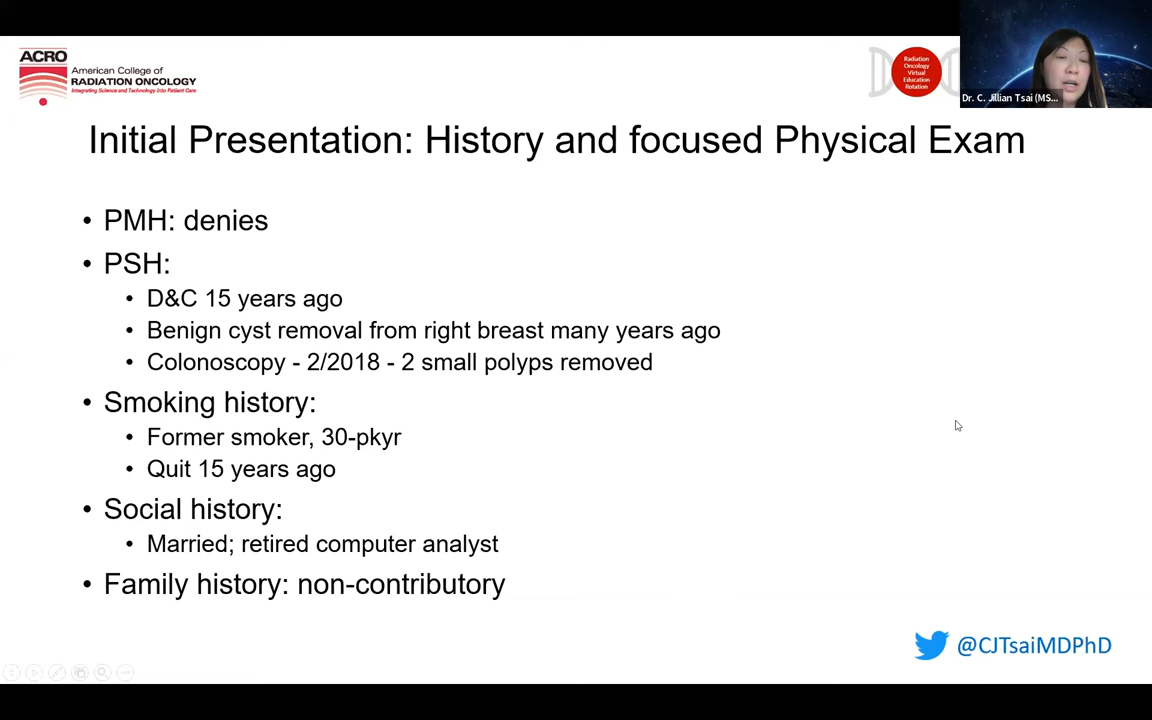 ACRO
American College of
RADIATION ONCOLOGY
Integrating Science and Technology into Patient Care
Radiation
Oncology
Virtual
Education
Rotation
Dr. C. Jillian Tsai (MS...
Initial Presentation: History and focused Physical Exam
• PMH: denies
• PSH:
• D&C 15 years ago
• Benign cyst removal from right breast many years ago
• Colonoscopy - 2/2018 - 2 small polyps removed
• Smoking history:
• Former smoker, 30-pkyr
• Quit 15 years ago
• Social history:
• Married; retired computer analyst
• Family history: non-contributory
@CJTsaiMDPhD